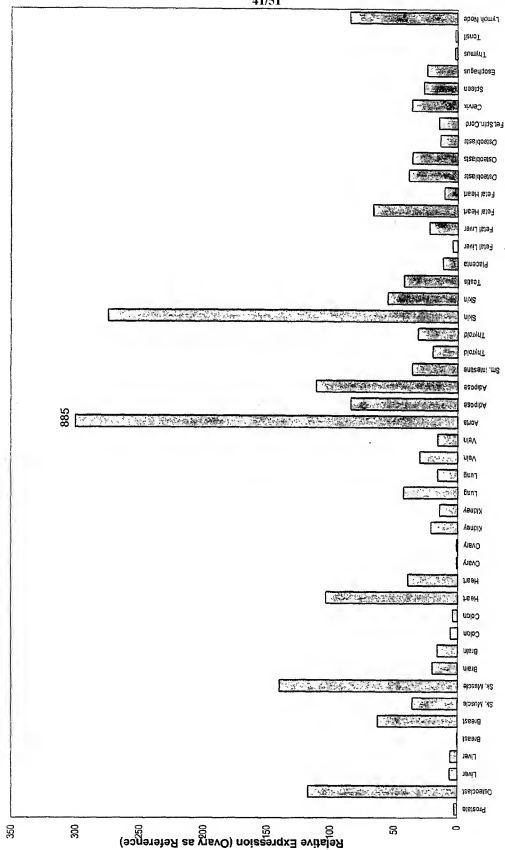 41/51
885
350
300
250
200
150
100
50
0
Relative Expression (Ovary as Reference)
Prostate
Osteoclast
Liver
Liver
Breast
Breast
Sk. Muscle
Sk. Muscle
Brain
Brain
Colon
Colon
Heart
Heart
Ovary
Ovary
Kidney
Kidney
Lung
Lung
Vein
Vein
Aorta
Adipose
Adipose
Sm. Intestine
Thyroid
Thyroid
Skin
Skin
Testis
Placenta
Fetal Liver
Fetal Liver
Fetal Heart
Fetal Heart
Osteoblasts
Osteoblasts
Osteoblasts
Fet.Spin.Cord
Cervix
Spleen
Esophagus
Thymus
Tonsil
Lymph Node